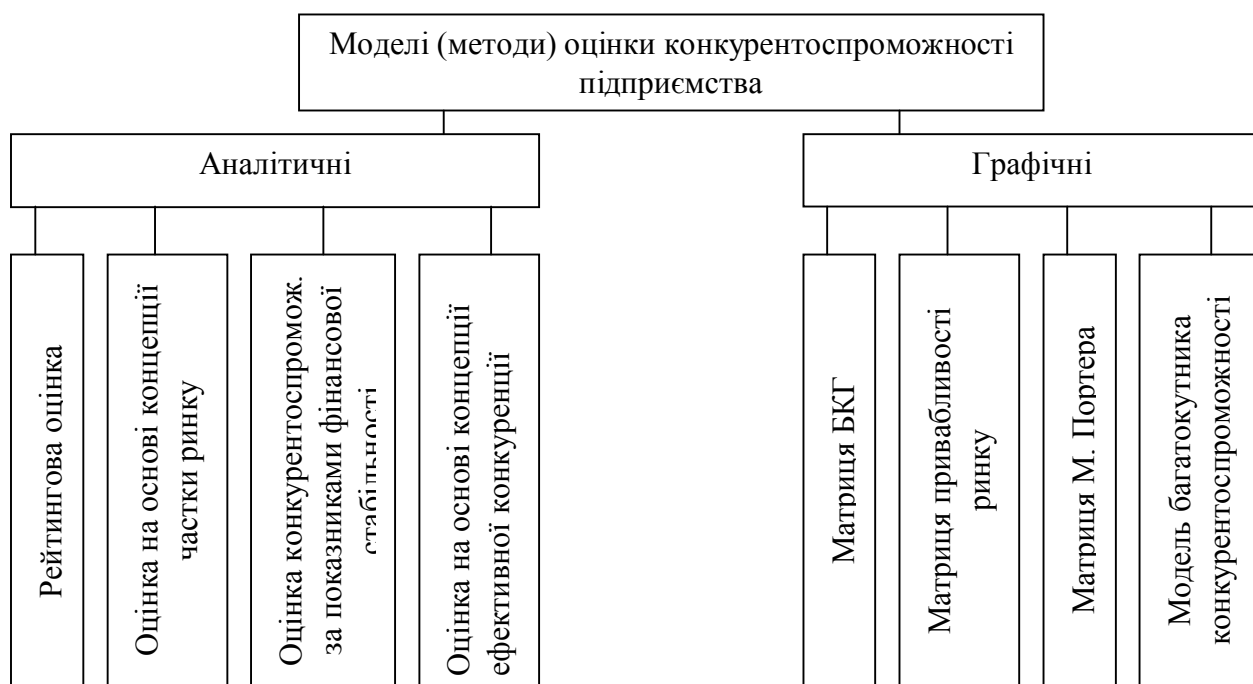 Моделі (методи) оцінки конкурентоспроможності
підприємства
Аналітичні
Графічні
Рейтингова оцінка
Оцінка на основі концепції
частки ринку
Оцінка конкурентоспромож.
за показниками фінансової
стабільності
Оцінка на основі концепції
ефективної конкуренції
Матриця БКГ
Матриця привабливості
ринку
Матриця М. Портера
Модель багатокутника
конкурентоспроможності